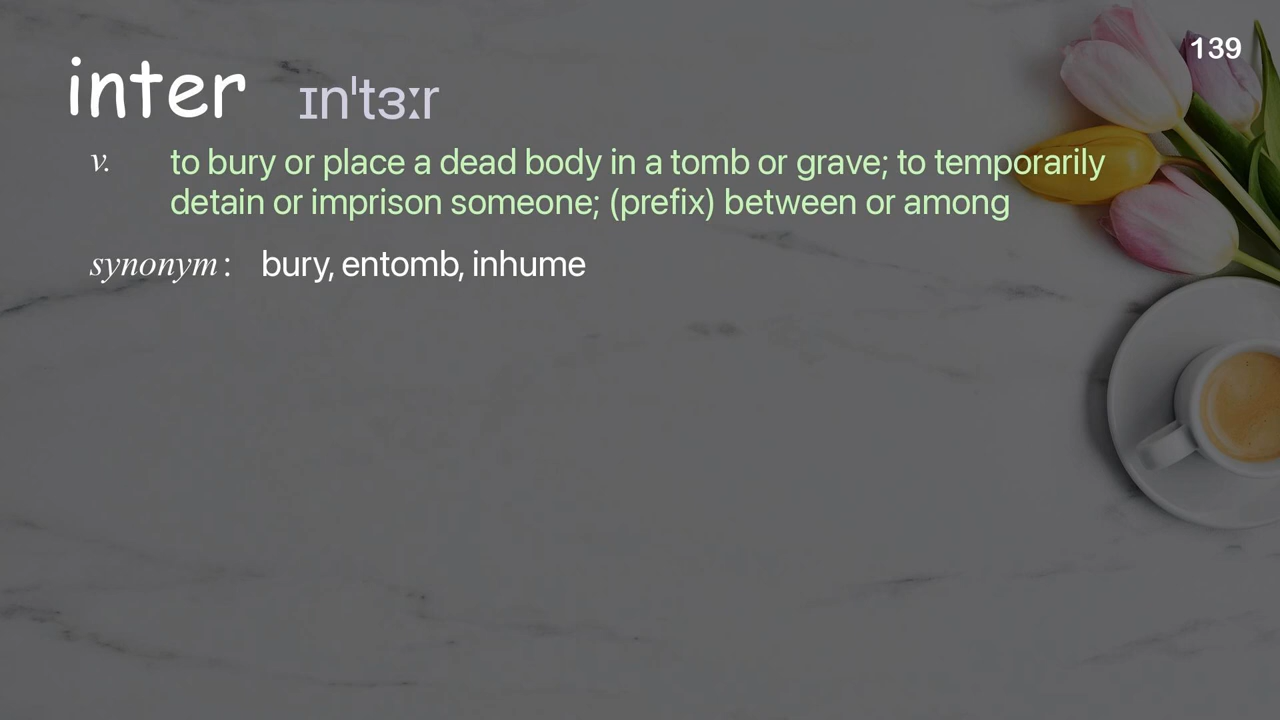 139
inter ɪnˈtɜːr
v. to bury or place a dead body in a tomb or grave; to temporarily
detain or imprison someone; (prefix) between or among
synonym : bury, entomb, inhume